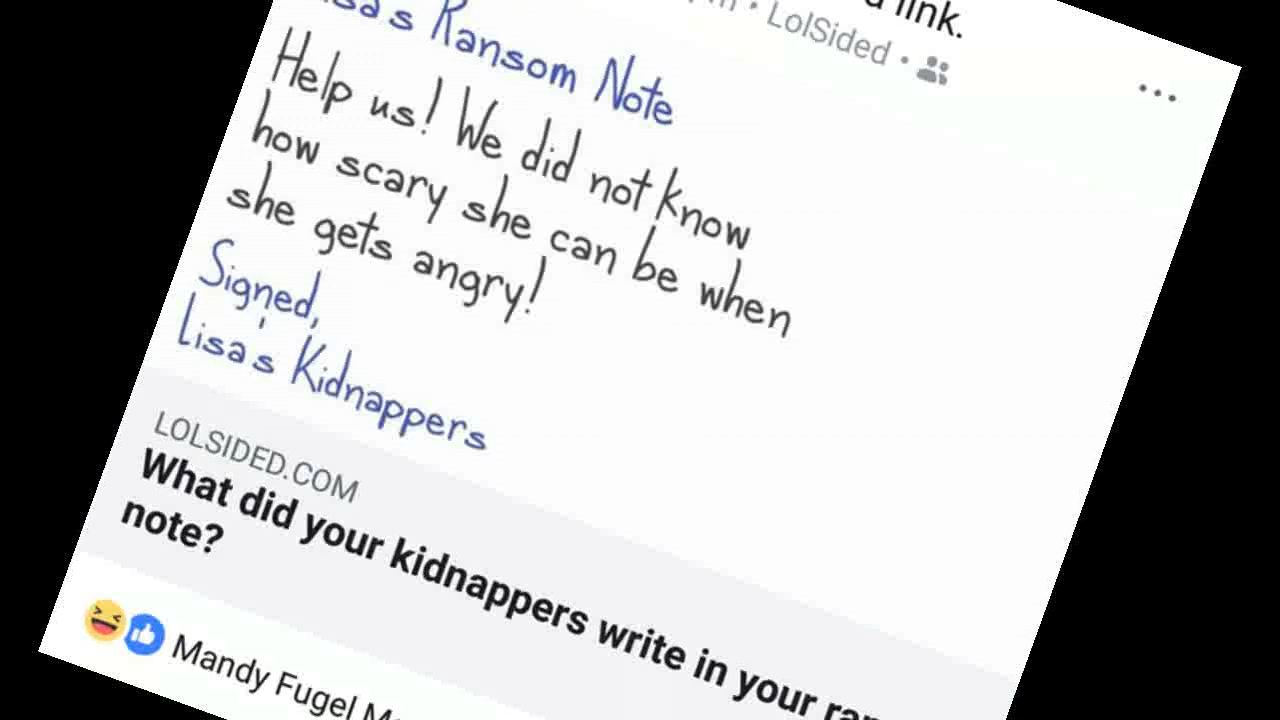 link.
LolSided
Ransom Note
Help us! We did not know
how scary she can be when
she gets angry!
Signed,
Lisa's Kidnappers
LOLSIDED.COM
What did your kidnappers write in your
note?
Mandy Fugel